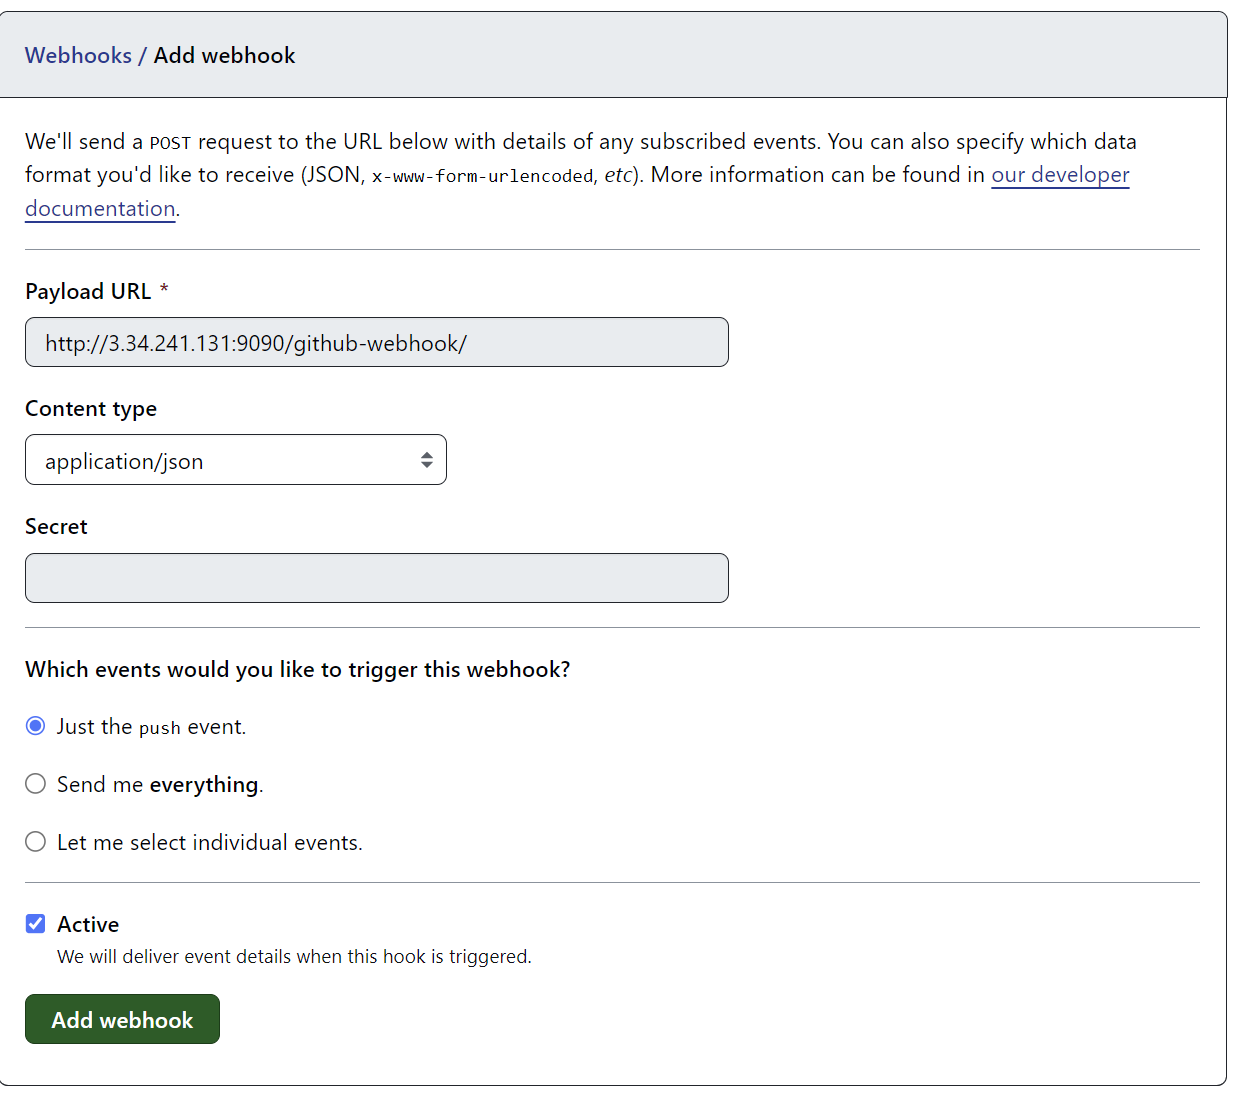 Webhooks / Add webhook
We'll send a POST request to the URL below with details of any subscribed events. You can also specify which data
format you'd like to receive (JSON, x-www-form-urlencoded, etc). More information can be found in our developer
documentation.
Payload URL *
http://3.34.241.131:9090/github-webhook/
Content type
application/json
Secret
Which events would you like to trigger this webhook?
Just the push event.
Send me everything.
Let me select individual events.
Active
We will deliver event details when this hook is triggered.
Add webhook